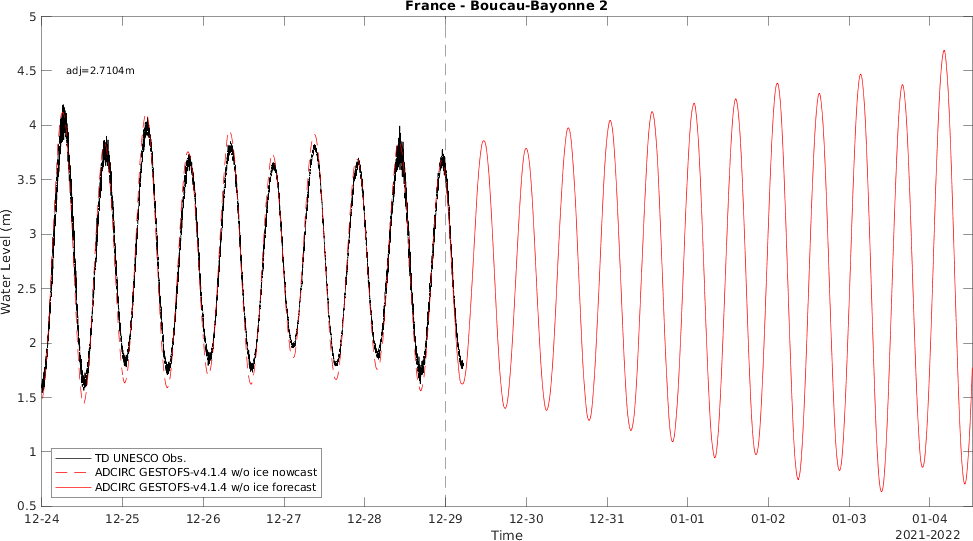 France - Boucau-Bayonne 2
5
4.5
4
3.5
3
2.5
2
1.5
1
0.5
Water Level (m)
adj=2.7104m
TD UNESCO Obs.
ADCIRC GESTOFS-v4.1.4 w/o ice nowcast
ADCIRC GESTOFS-v4.1.4 w/o ice forecast
12-24 12-25 12-26 12-27 12-28 12-29 12-30 12-31 01-01 01-02 01-03 01-04
Time
2021-2022